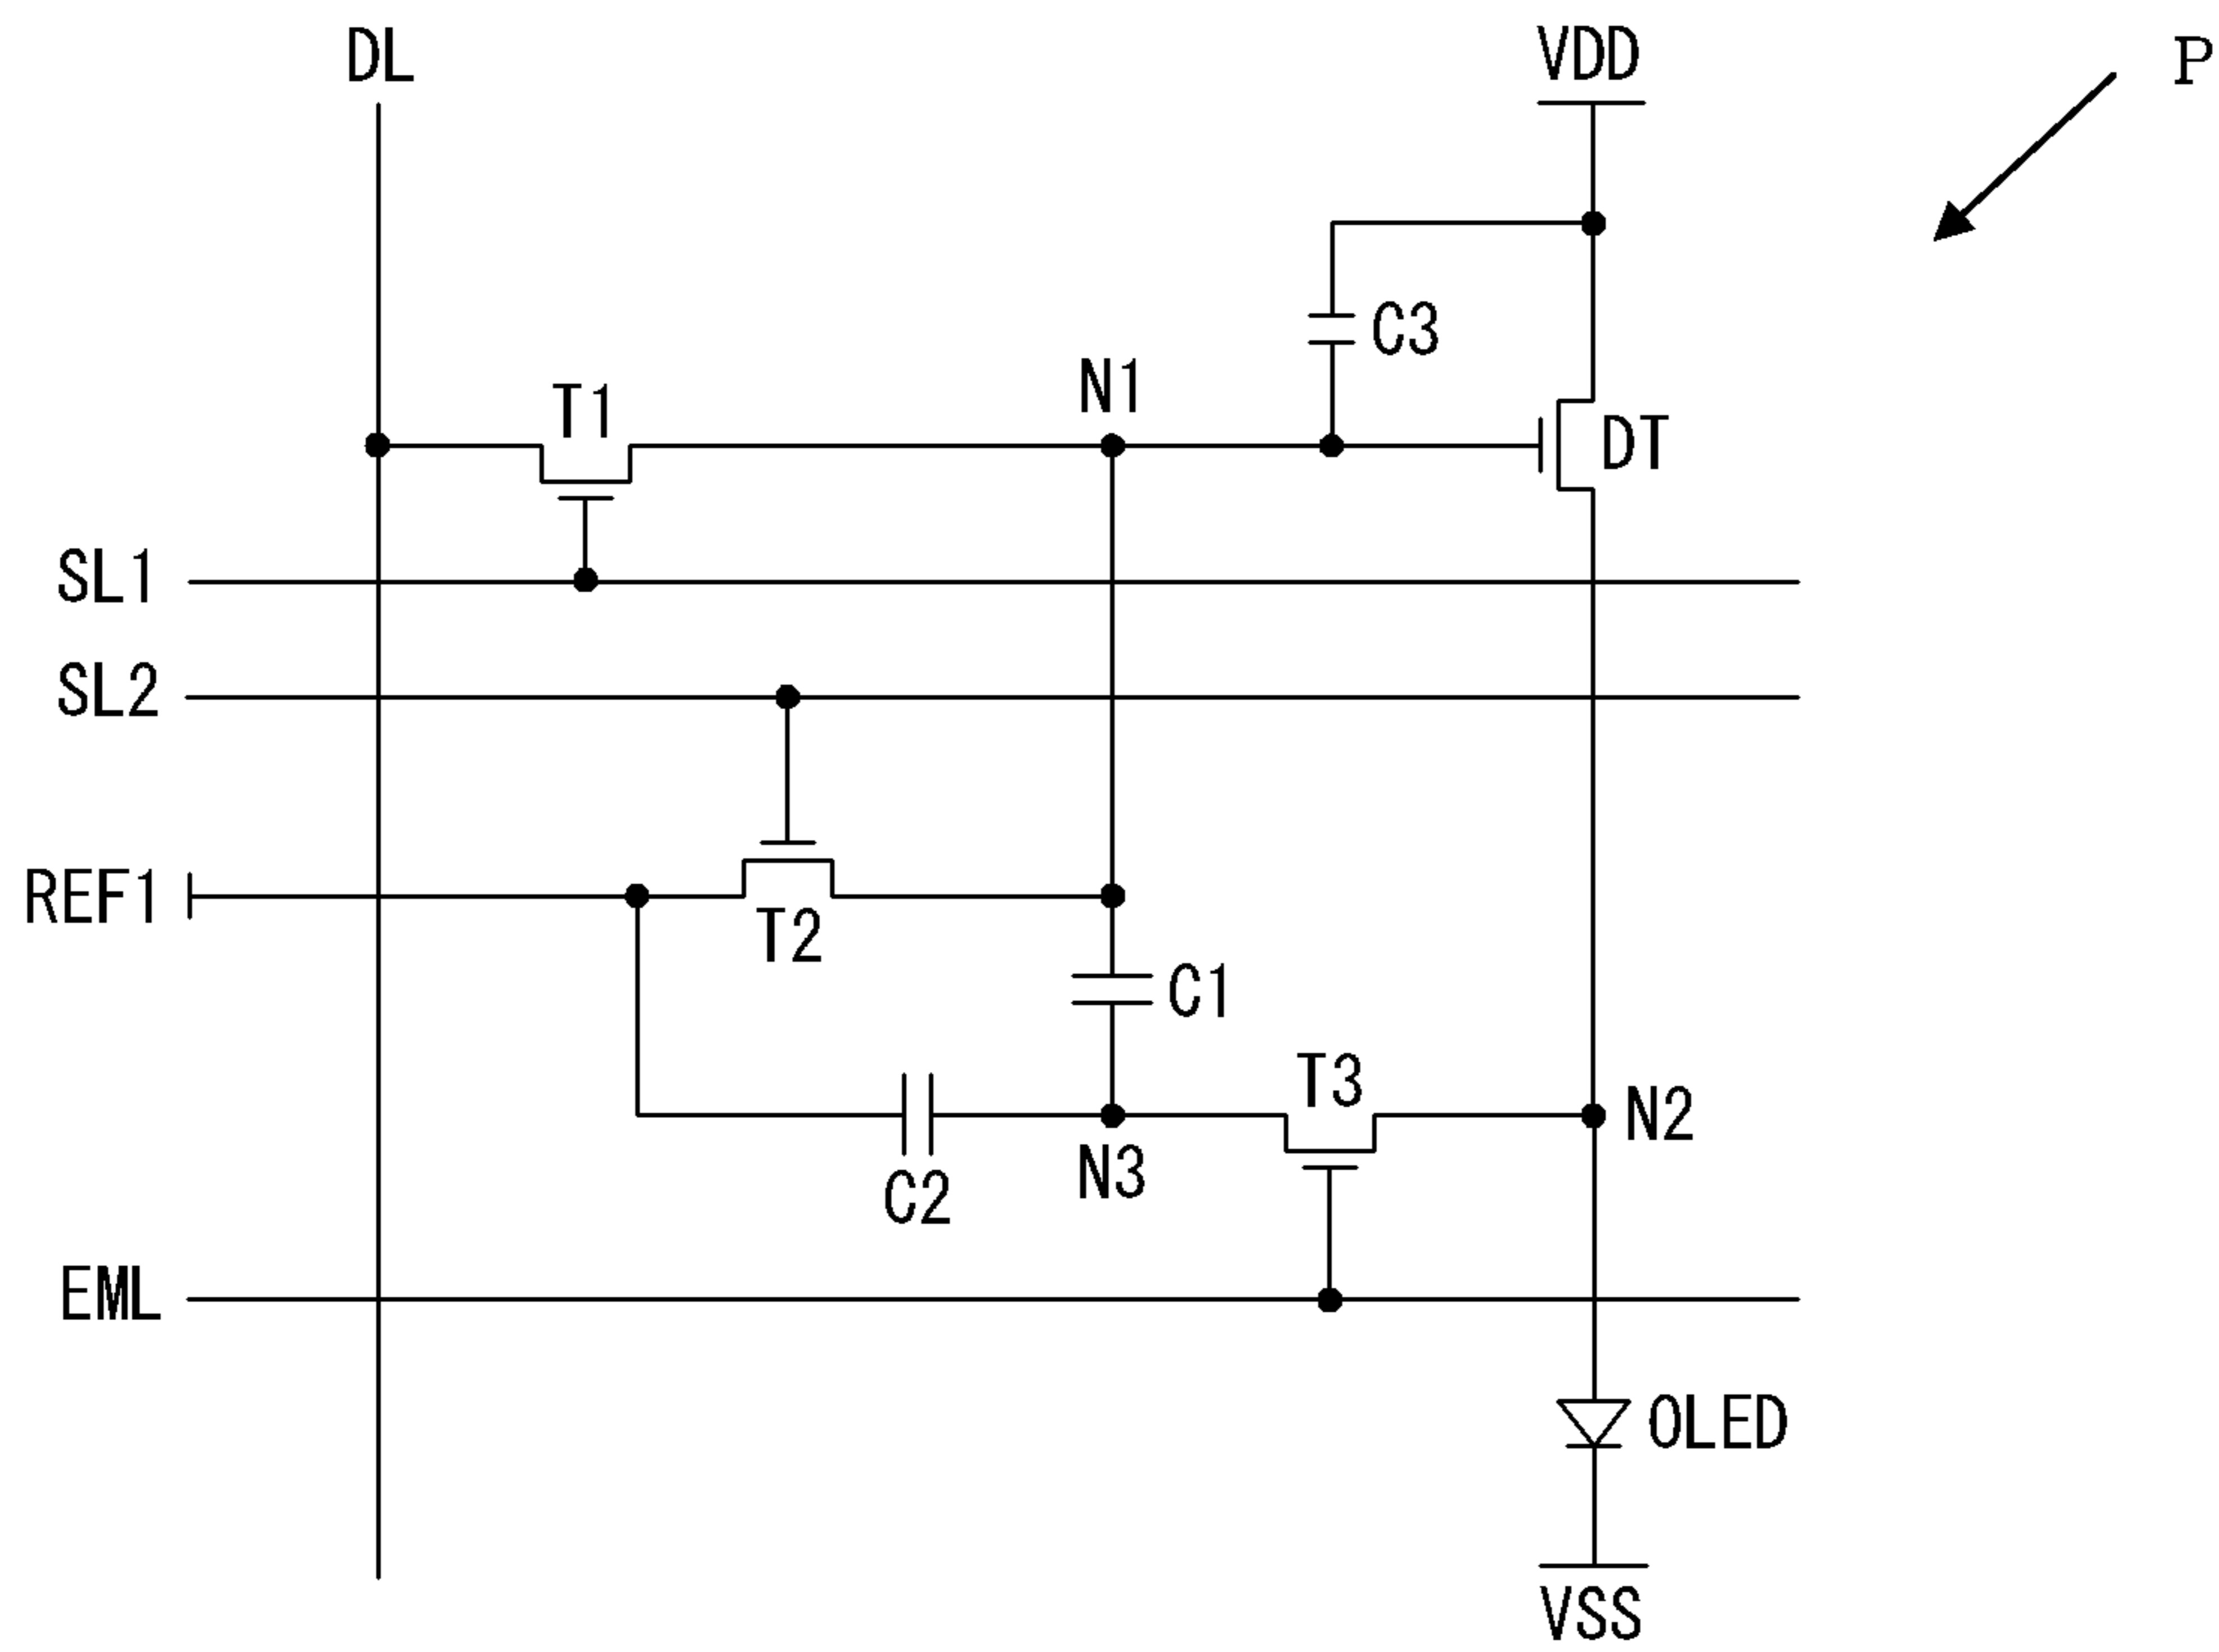 DL
VDD
P
C3
N1
T1
DT
SL1
SL2
REF1
T2
C1
T3
N2
N3
C2
EML
OLED
VSS